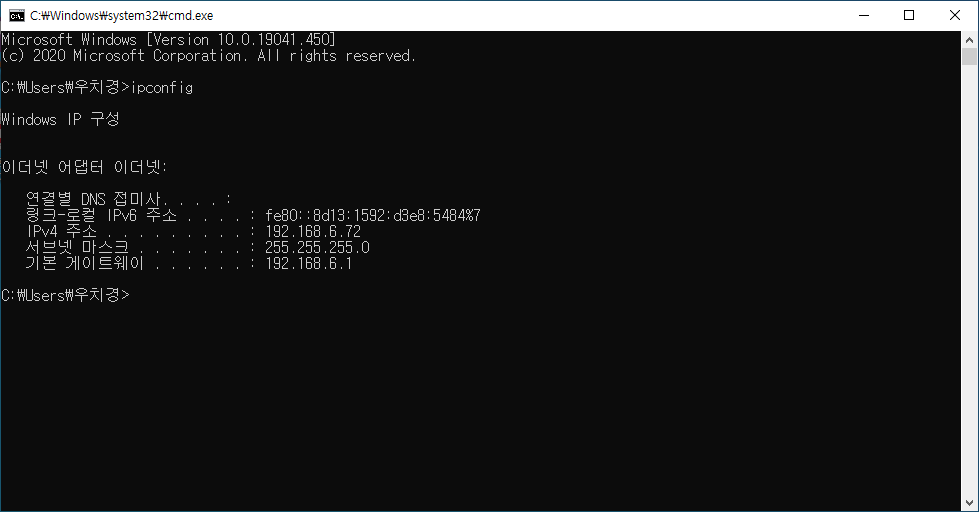 C:₩Windows₩system32₩cmd.exe
Microsoft Windows [Version 10.0.19041.450]
(c) 2020 Microsoft Corporation. All rights reserved.
C:₩Users₩우치경>ipconfig
Windows IP 구성
이더넷 어댑터 이더넷:
연결별 DNS 접미사. . . . :
링크-로컬 IPv6 주소 . . . . : fe80::8d13:1592:d3e8:5484%7
IPv4 주소 . . . . . . . . . : 192.168.6.72
서브넷 마스크 . . . . . . . : 255.255.255.0
기본 게이트웨이 . . . . . . : 192.168.6.1
C:₩Users₩우치경>